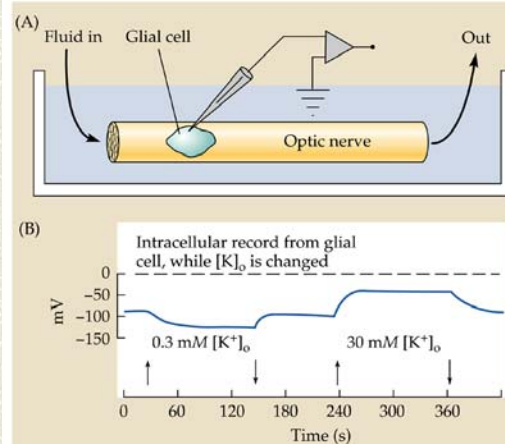 (A)
Fluid in
Glial cell
Out
Optic nerve
(B)
Intracellular record from glial
cell, while [K]o is changed
0
−50
−100
−150
mV
0.3 mM [K+]o
30 mM [K+]o
0 60 120 180 240 300 360
Time (s)